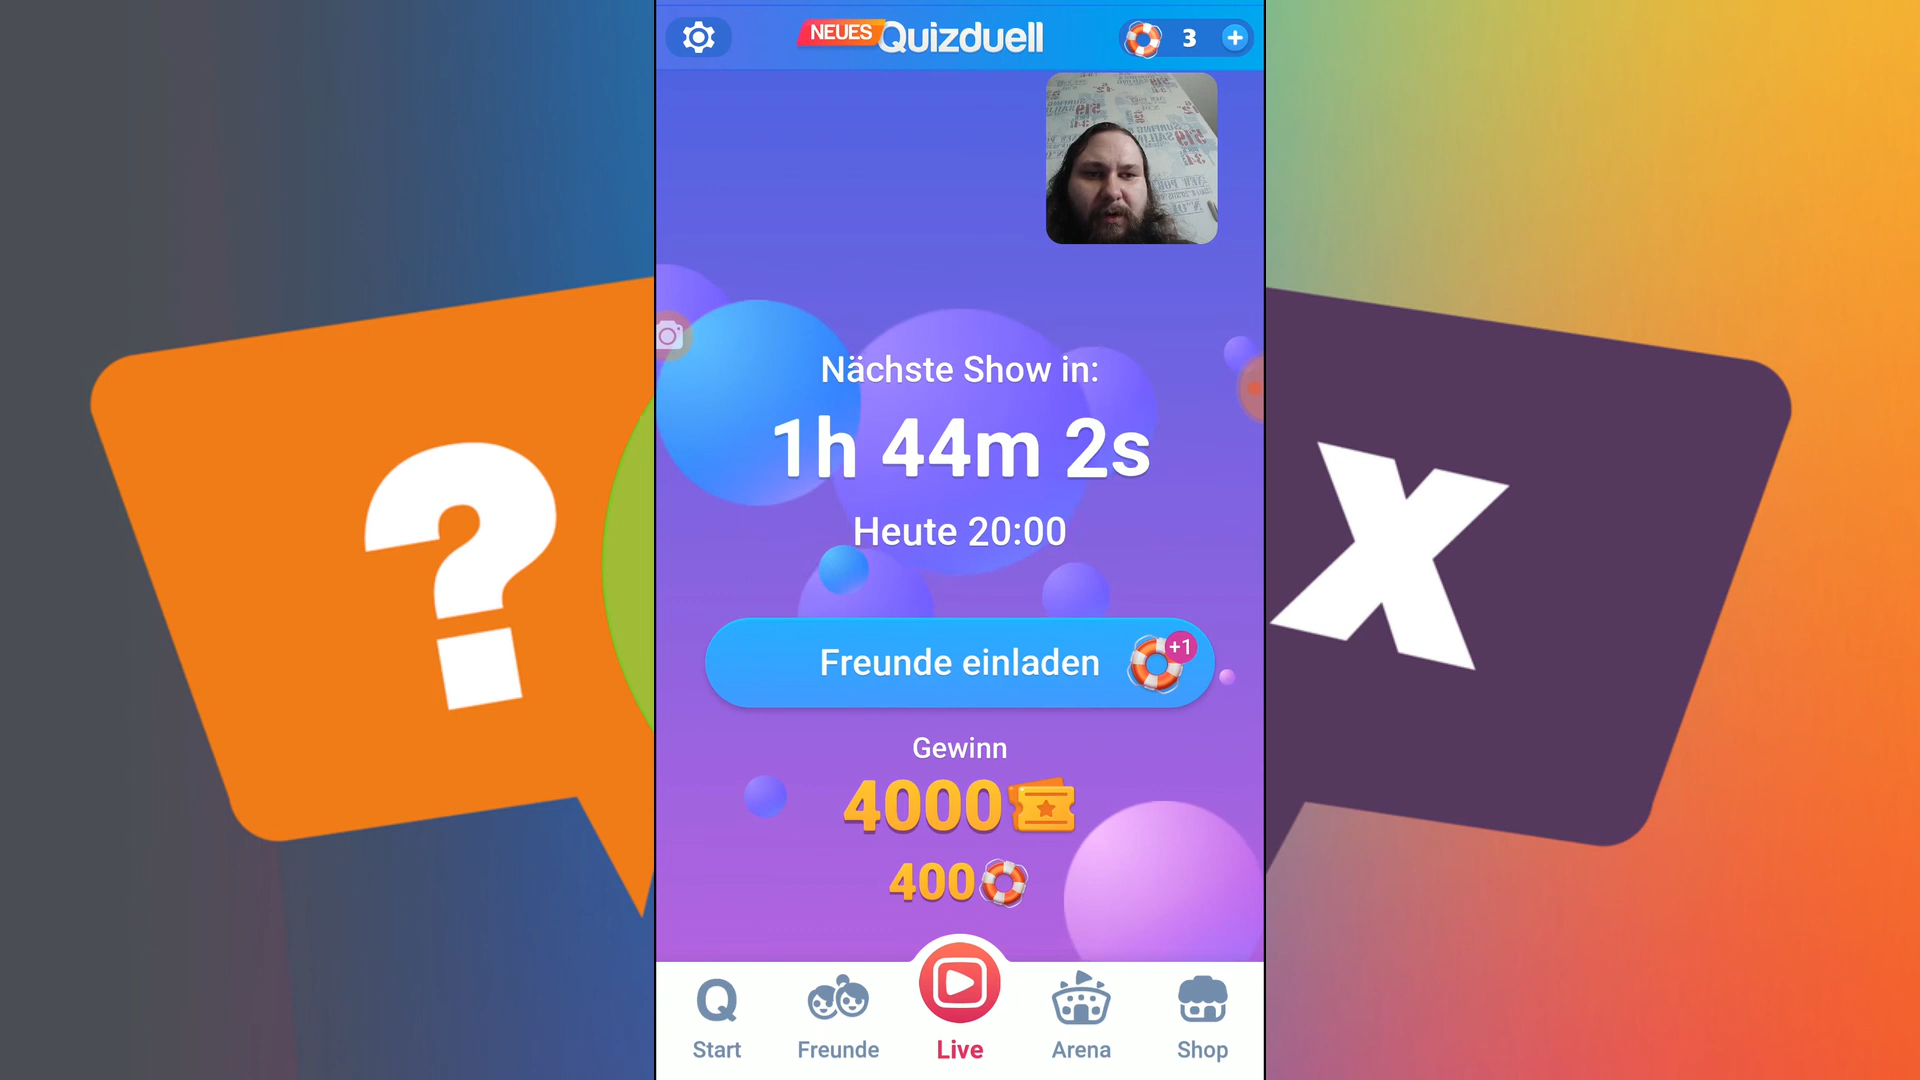 NEUES Quizduell
3
Nächste Show in:
1h 44m 2s
Heute 20:00
Freunde einladen
+1
Gewinn
4000
400
Start
Freunde
Live
Arena
Shop
?
X